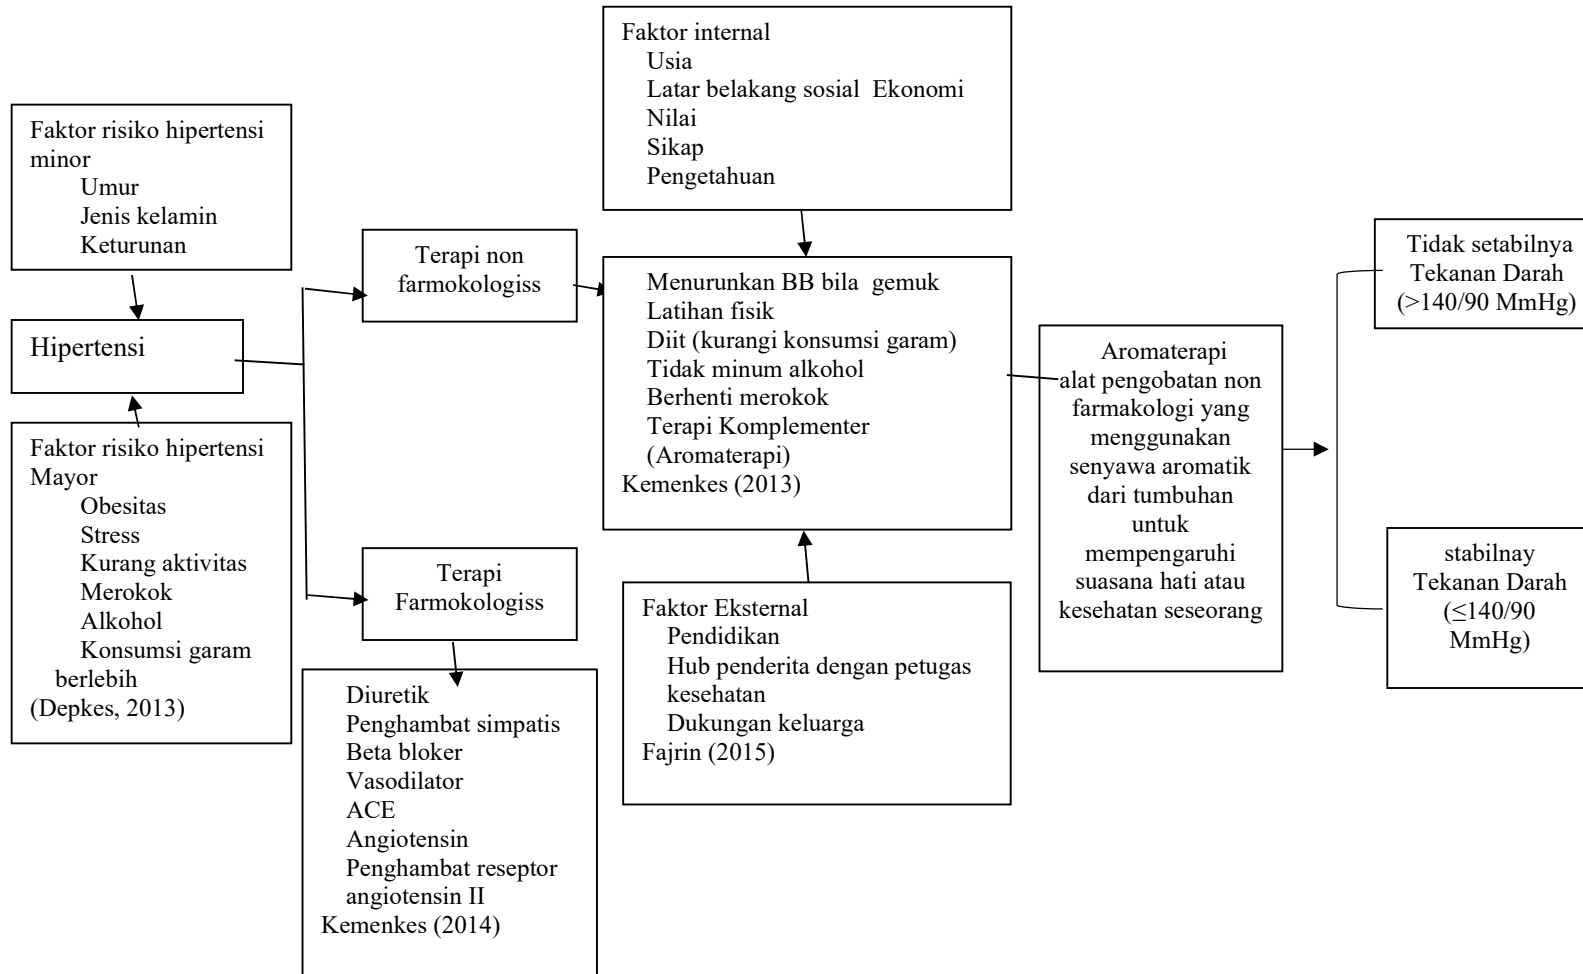 Faktor internal
Usia
Latar belakang sosial Ekonomi
Nilai
Sikap
Pengetahuan
Faktor risiko hipertensi
minor
Umur
Jenis kelamin
Keturunan
Hipertensi
Faktor risiko hipertensi
Mayor
Obesitas
Stress
Kurang aktivitas
Merokok
Alkohol
Konsumsi garam
berlebih
(Depkes, 2013)
Terapi non
farmokologiss
Terapi
Farmokologiss
Diuretik
Penghambat simpatis
Beta bloker
Vasodilator
ACE
Angiotensin
Penghambat reseptor
angiotensin II
Kemenkes (2014)
Menurunkan BB bila gemuk
Latihan fisik
Diit (kurangi konsumsi garam)
Tidak minum alkohol
Berhenti merokok
Terapi Komplementer
(Aromaterapi)
Kemenkes (2013)
Faktor Eksternal
Pendidikan
Hub penderita dengan petugas
kesehatan
Dukungan keluarga
Fajrin (2015)
Aromaterapi
alat pengobatan non
farmakologi yang
menggunakan
senyawa aromatik
dari tumbuhan
untuk
mempengaruhi
suasana hati atau
kesehatan seseorang
Tidak setabilnya
Tekanan Darah
(>140/90 MmHg)
stabilnay
Tekanan Darah
(≤140/90
MmHg)